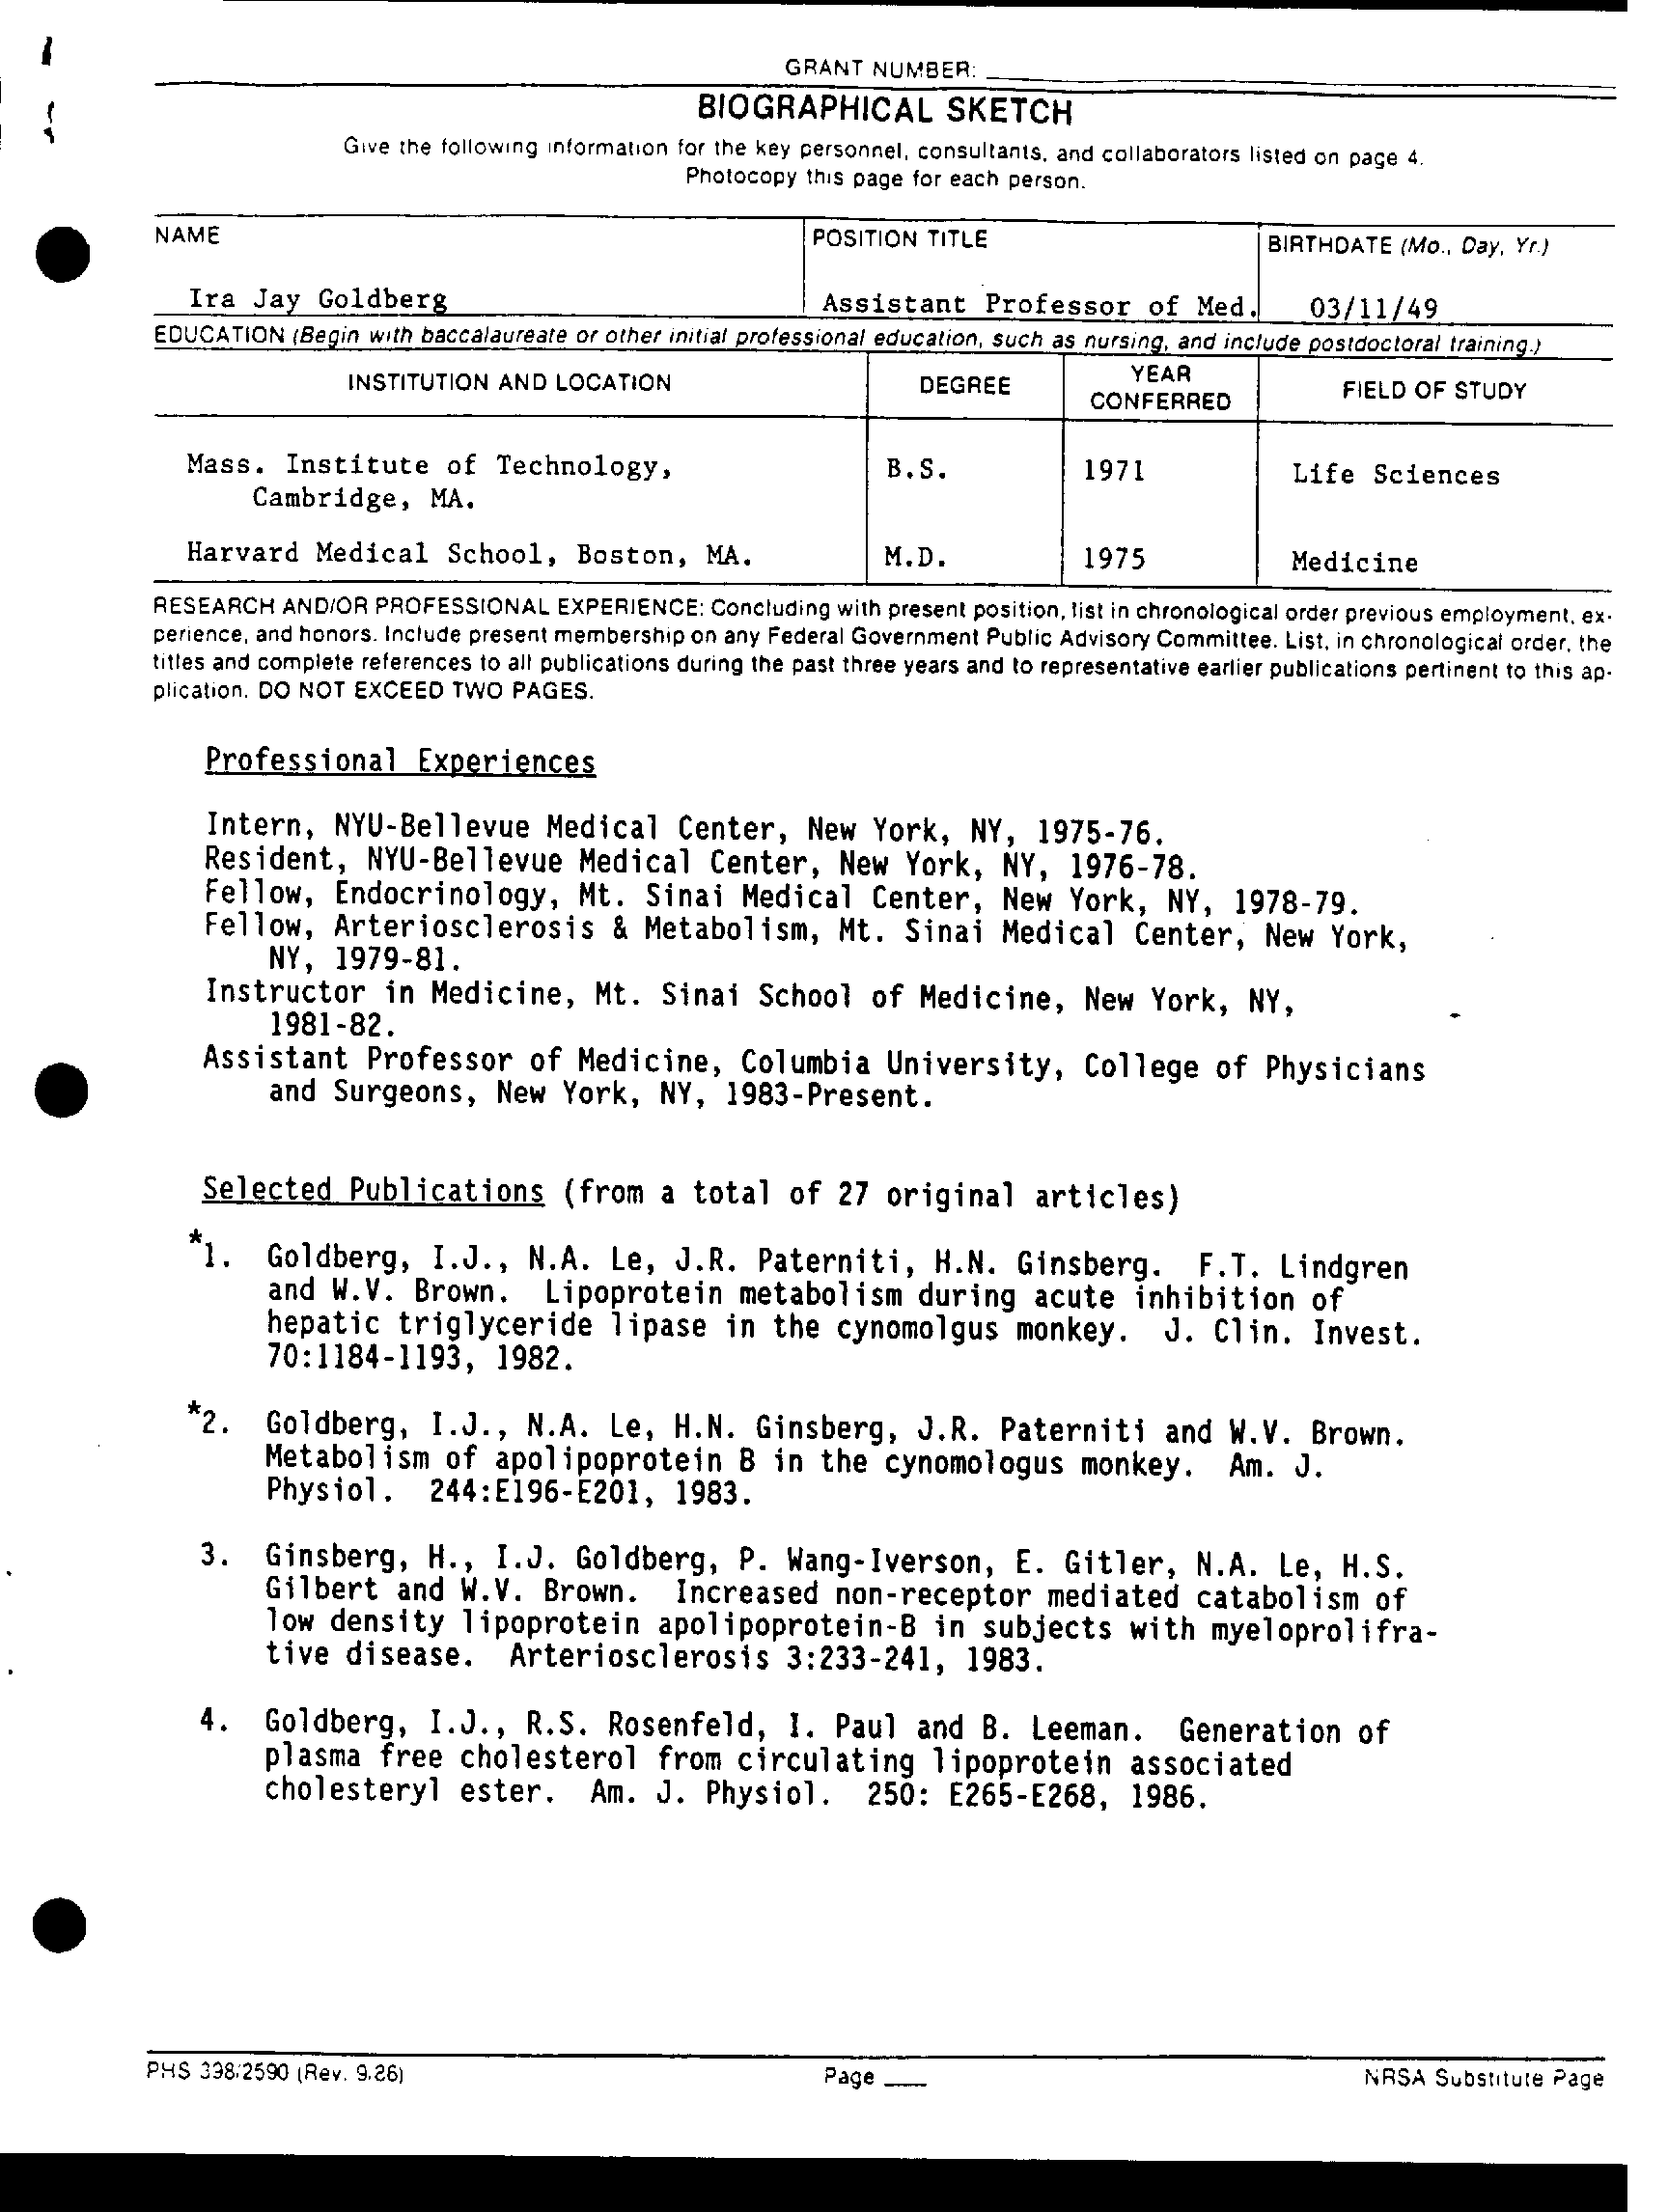 GRANT NUMBER:
BIOGRAPHICAL SKETCH
Give the following information for the key personnel, consultants, and collaborators listed on page 4.
Photocopy this page for each person.
NAME
POSITION TITLE
BIRTHDATE (Mo., Day, Yr.)
Ira Jay Goldberg
Assistant Professor of Med.
03/11/49
EDUCATION (Begin with baccalaureate or other initial professional education, such as nursing, and include postdoctoral training.)
INSTITUTION AND LOCATION
DEGREE
YEAR
CONFERRED
FIELD OF STUDY
Mass. Institute of Technology,
Cambridge, MA.
B.S.
1971
Life Sciences
Harvard Medical School, Boston, MA.
M.D.
1975
Medicine
RESEARCH AND/OR PROFESSIONAL EXPERIENCE: Concluding with present position, list in chronological order previous employment, ex-
perience, and honors. Include present membership on any Federal Government Public Advisory Committee. List, in chronological order, the
titles and complete references to all publications during the past three years and to representative earlier publications pertinent to this ap-
plication. DO NOT EXCEED TWO PAGES.
Professional Experiences
Intern, NYU-Bellevue Medical Center, New York, NY, 1975-76.
Resident, NYU-Bellevue Medical Center, New York, NY, 1976-78.
Fellow, Endocrinology, Mt. Sinai Medical Center, New York, NY, 1978-79.
Fellow, Arteriosclerosis & Metabolism, Mt. Sinai Medical Center, New York,
NY, 1979-81.
Instructor in Medicine, Mt. Sinai School of Medicine, New York, NY,
1981-82.
Assistant Professor of Medicine, Columbia University, College of Physicians
and Surgeons, New York, NY, 1983-Present.
Selected Publications (from a total of 27 original articles)
*1. Goldberg, I.J., N.A. Le, J.R. Paterniti, H.N. Ginsberg. F.T. Lindgren
and W.V. Brown. Lipoprotein metabolism during acute inhibition of
hepatic triglyceride lipase in the cynomolgus monkey. J. Clin. Invest.
70:1184-1193, 1982.
*2. Goldberg, I.J., N.A. Le, H.N. Ginsberg, J.R. Paterniti and W.V. Brown.
Metabolism of apolipoprotein B in the cynomologus monkey. Am. J.
Physiol. 244:E196-E201, 1983.
3. Ginsberg, H., I.J. Goldberg, P. Wang-Iverson, E. Gitler, N.A. Le, H.S.
Gilbert and W.V. Brown. Increased non-receptor mediated catabolism of
low density lipoprotein apolipoprotein-B in subjects with myeloprolifra-
tive disease. Arteriosclerosis 3:233-241, 1983.
4. Goldberg, I.J., R.S. Rosenfeld, I. Paul and B. Leeman. Generation of
plasma free cholesterol from circulating lipoprotein associated
cholesteryl ester. Am. J. Physiol. 250: E265-E268, 1986.
PHS 398/2590 (Rev. 9.86)
Page
NRSA Substitute Page